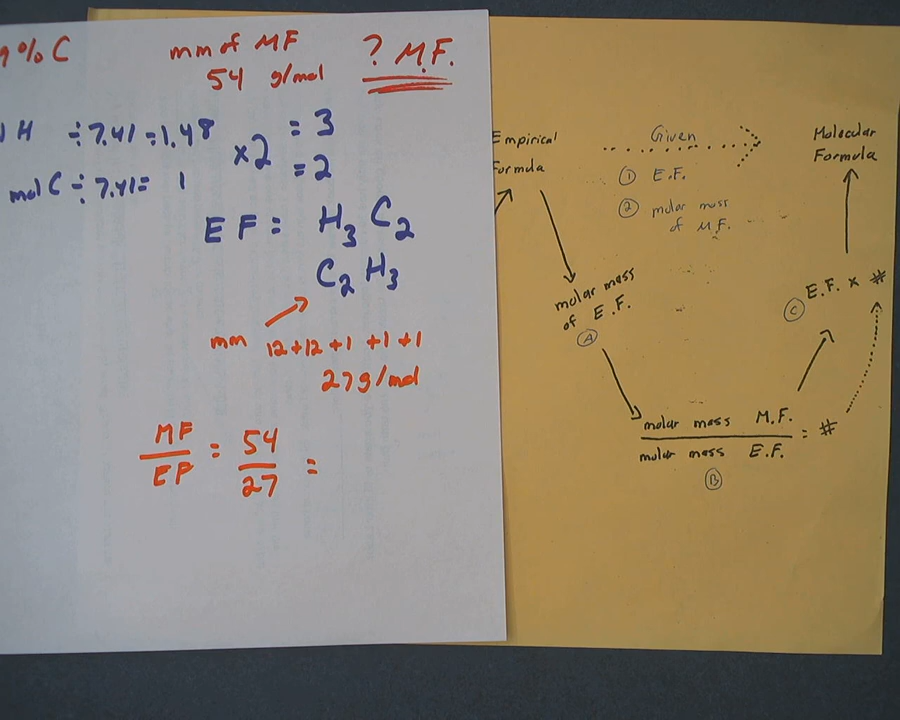 9% C
mm of MF
54 g/mol
? M.F.
H ÷ 7.41 = 1.48
x2
= 3
mol C ÷ 7.41 = 1
= 2
EF = H3 C2
C2 H3
mm 12+12+1+1+1
27g/mol
MF/EF = 54/27 =
Empirical
Formula
Given
① E.F.
② molar mass
of M.F.
Molecular
Formula
molar mass
of E.F.
Ⓐ
E.F. x #
Ⓒ
molar mass M.F.
molar mass E.F.
= #
Ⓑ